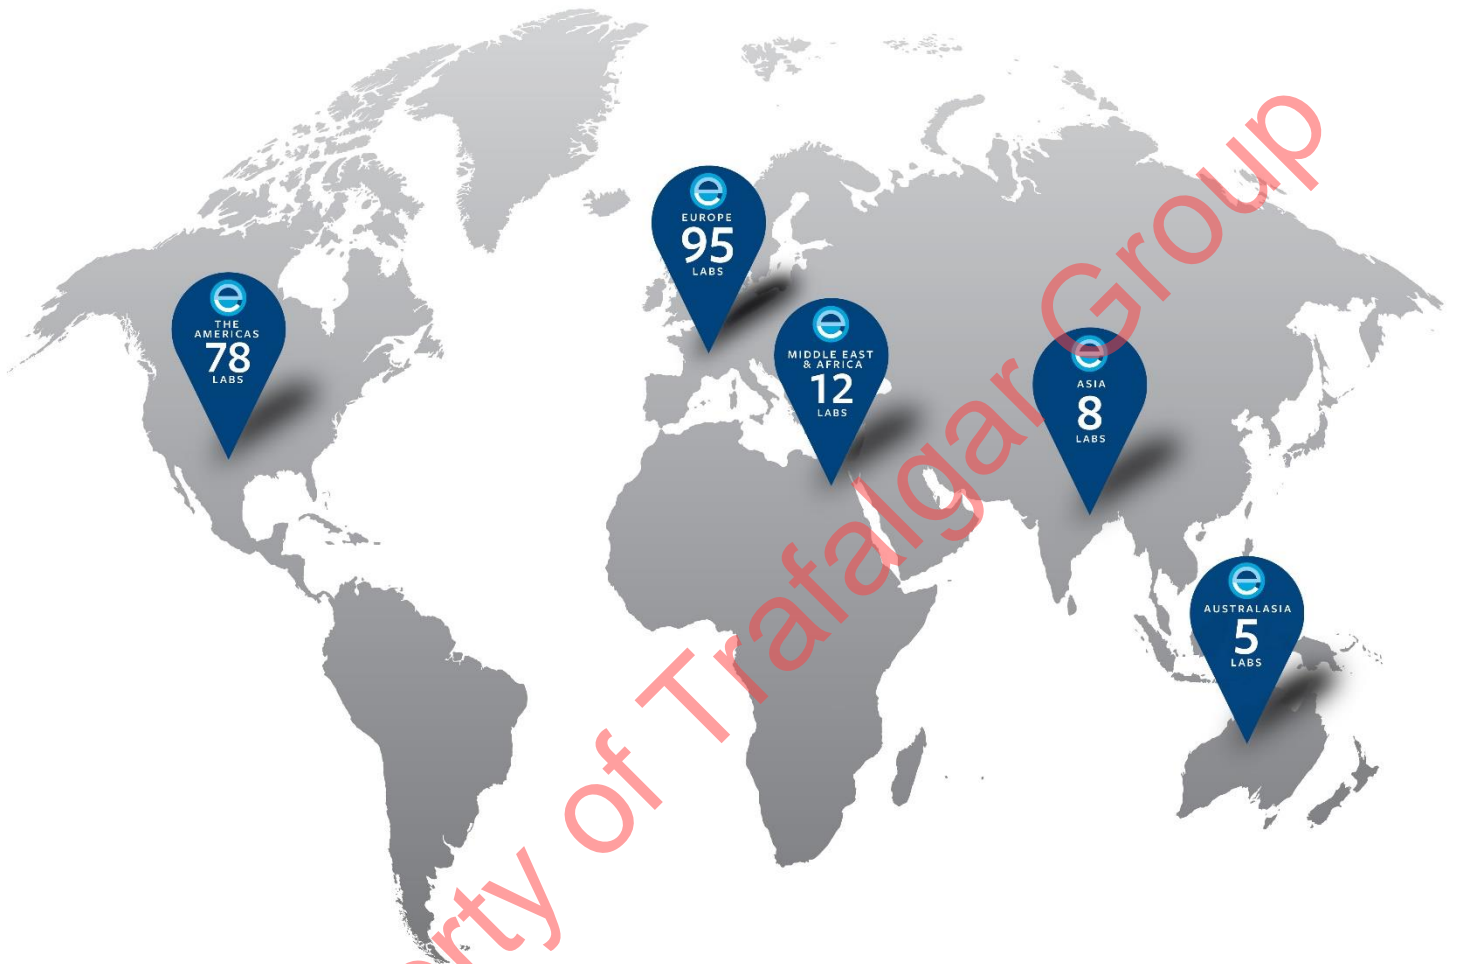 EUROPE
95
LABS
THE
AMERICAS
78
LABS
MIDDLE EAST
& AFRICA
12
LABS
ASIA
8
LABS
AUSTRALASIA
5
LABS
erty of Trafalgar Group